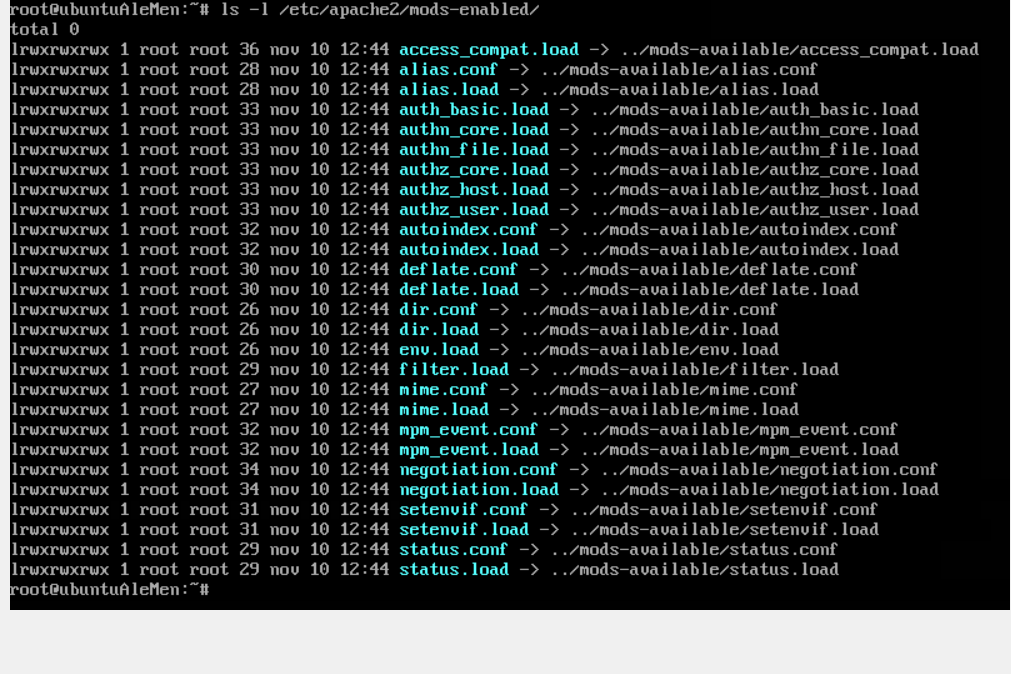 root@ubuntuAleMen:~# ls -l /etc/apache2/mods-enabled/
total 0
lrwxrwxrwx 1 root root 36 nov 10 12:44 access_compat.load -> ../mods-available/access_compat.load
lrwxrwxrwx 1 root root 28 nov 10 12:44 alias.conf -> ../mods-available/alias.conf
lrwxrwxrwx 1 root root 28 nov 10 12:44 alias.load -> ../mods-available/alias.load
lrwxrwxrwx 1 root root 33 nov 10 12:44 auth_basic.load -> ../mods-available/auth_basic.load
lrwxrwxrwx 1 root root 33 nov 10 12:44 authn_core.load -> ../mods-available/authn_core.load
lrwxrwxrwx 1 root root 33 nov 10 12:44 authn_file.load -> ../mods-available/authn_file.load
lrwxrwxrwx 1 root root 33 nov 10 12:44 authz_core.load -> ../mods-available/authz_core.load
lrwxrwxrwx 1 root root 33 nov 10 12:44 authz_host.load -> ../mods-available/authz_host.load
lrwxrwxrwx 1 root root 33 nov 10 12:44 authz_user.load -> ../mods-available/authz_user.load
lrwxrwxrwx 1 root root 32 nov 10 12:44 autoindex.conf -> ../mods-available/autoindex.conf
lrwxrwxrwx 1 root root 32 nov 10 12:44 autoindex.load -> ../mods-available/autoindex.load
lrwxrwxrwx 1 root root 30 nov 10 12:44 deflate.conf -> ../mods-available/deflate.conf
lrwxrwxrwx 1 root root 30 nov 10 12:44 deflate.load -> ../mods-available/deflate.load
lrwxrwxrwx 1 root root 26 nov 10 12:44 dir.conf -> ../mods-available/dir.conf
lrwxrwxrwx 1 root root 26 nov 10 12:44 dir.load -> ../mods-available/dir.load
lrwxrwxrwx 1 root root 26 nov 10 12:44 env.load -> ../mods-available/env.load
lrwxrwxrwx 1 root root 29 nov 10 12:44 filter.load -> ../mods-available/filter.load
lrwxrwxrwx 1 root root 27 nov 10 12:44 mime.conf -> ../mods-available/mime.conf
lrwxrwxrwx 1 root root 27 nov 10 12:44 mime.load -> ../mods-available/mime.load
lrwxrwxrwx 1 root root 32 nov 10 12:44 mpm_event.conf -> ../mods-available/mpm_event.conf
lrwxrwxrwx 1 root root 32 nov 10 12:44 mpm_event.load -> ../mods-available/mpm_event.load
lrwxrwxrwx 1 root root 34 nov 10 12:44 negotiation.conf -> ../mods-available/negotiation.conf
lrwxrwxrwx 1 root root 34 nov 10 12:44 negotiation.load -> ../mods-available/negotiation.load
lrwxrwxrwx 1 root root 31 nov 10 12:44 setenvif.conf -> ../mods-available/setenvif.conf
lrwxrwxrwx 1 root root 31 nov 10 12:44 setenvif.load -> ../mods-available/setenvif.load
lrwxrwxrwx 1 root root 29 nov 10 12:44 status.conf -> ../mods-available/status.conf
lrwxrwxrwx 1 root root 29 nov 10 12:44 status.load -> ../mods-available/status.load
root@ubuntuAleMen:~#